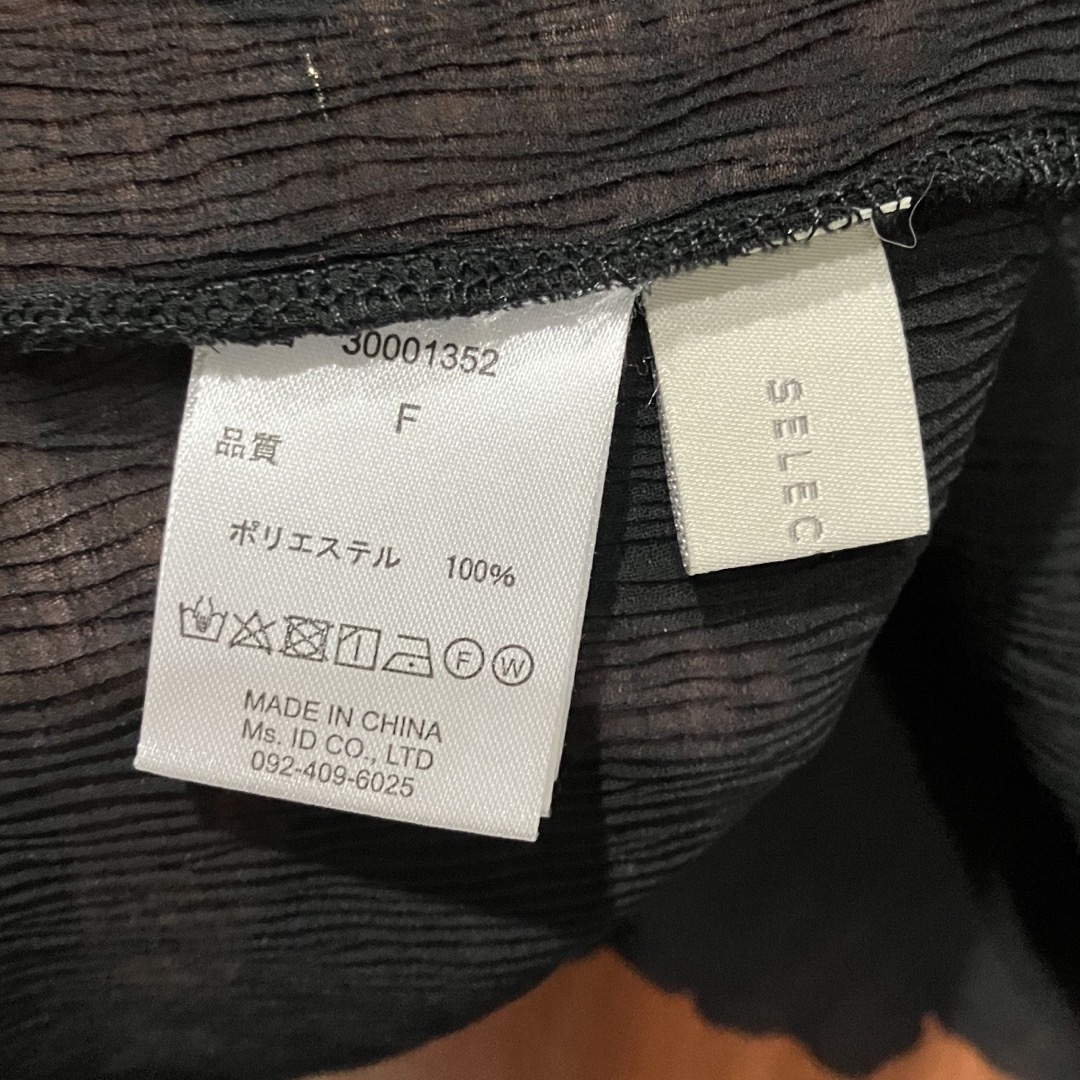 30001352
F
品質
ポリエステル 100%
F W
MADE IN CHINA
Ms. ID CO., LTD
092-409-6025
SELEC